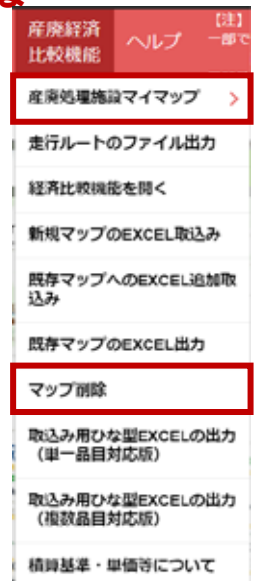 産廃経済
比較機能
ヘルプ
【注】
一部で
産廃処理施設マイマップ >
走行ルートのファイル出力
経済比較機能を開く
新規マップのEXCEL取込み
既存マップへのEXCEL追加取
込み
既存マップのEXCEL出力
マップ削除
取込み用ひな型EXCELの出力
（単一品目対応版）
取込み用ひな型EXCELの出力
（複数品目対応版）
積算基準・単価等について